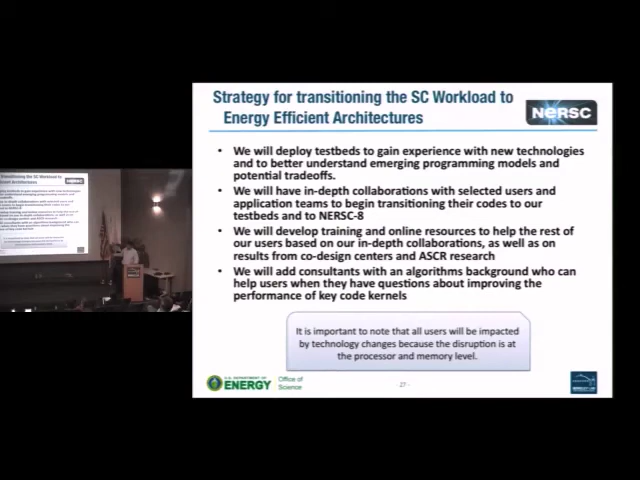 Strategy for transitioning the SC Workload to
Energy Efficient Architectures
NERSC
• We will deploy testbeds to gain experience with new technologies
and to better understand emerging programming models and
potential tradeoffs.
• We will have in-depth collaborations with selected users and
application teams to begin transitioning their codes to our
testbeds and to NERSC-8
• We will develop training and online resources to help the rest of
our users based on our in-depth collaborations, as well as on
results from co-design centers and ASCR research
• We will add consultants with an algorithms background who can
help users when they have questions about improving the
performance of key code kernels
It is important to note that all users will be impacted
by technology changes because the disruption is at
the processor and memory level.
U.S. DEPARTMENT OF
ENERGY
Office of
Science
- 27 -